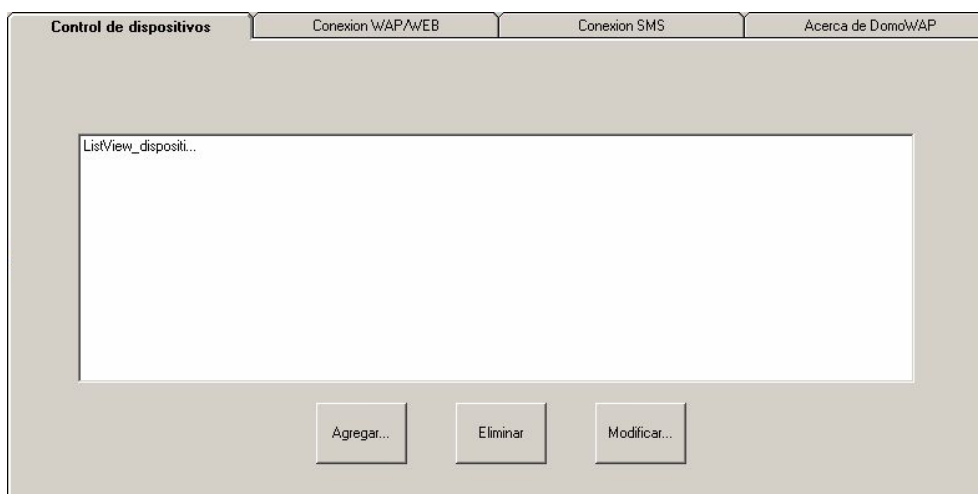 Control de dispositivos
Conexion WAP/WEB
Conexion SMS
Acerca de DomoWAP
ListView_dispositi...
Agregar...
Eliminar
Modificar...